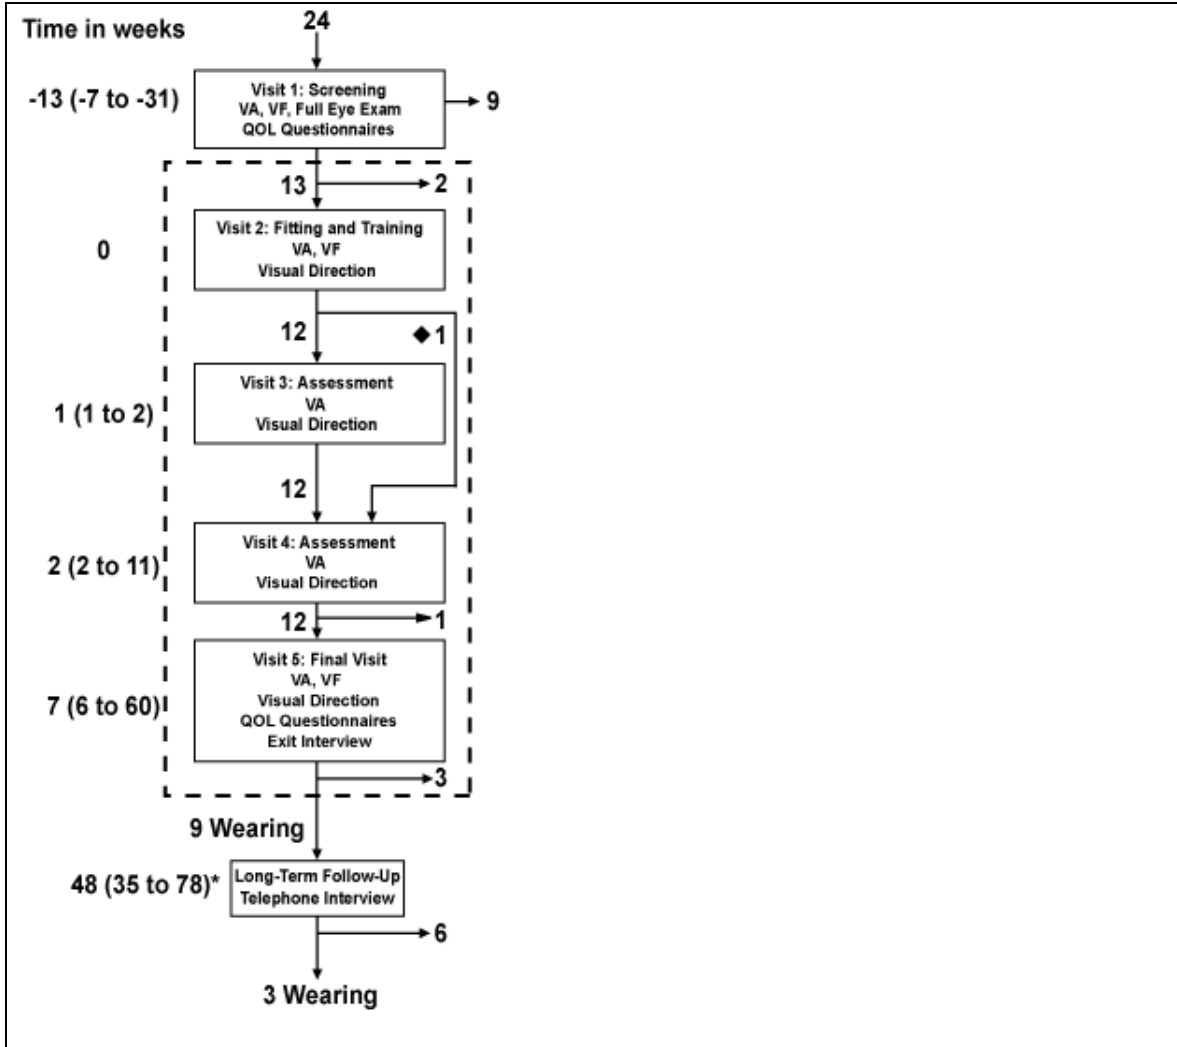 Time in weeks
24
-13 (-7 to -31)
Visit 1: Screening
VA, VF, Full Eye Exam
QOL Questionnaires
9
13
2
0
Visit 2: Fitting and Training
VA, VF
Visual Direction
12
◆ 1
1 (1 to 2)
Visit 3: Assessment
VA
Visual Direction
12
2 (2 to 11)
Visit 4: Assessment
VA
Visual Direction
12
1
7 (6 to 60)
Visit 5: Final Visit
VA, VF
Visual Direction
QOL Questionnaires
Exit Interview
3
9 Wearing
48 (35 to 78)*
Long-Term Follow-Up
Telephone Interview
6
3 Wearing